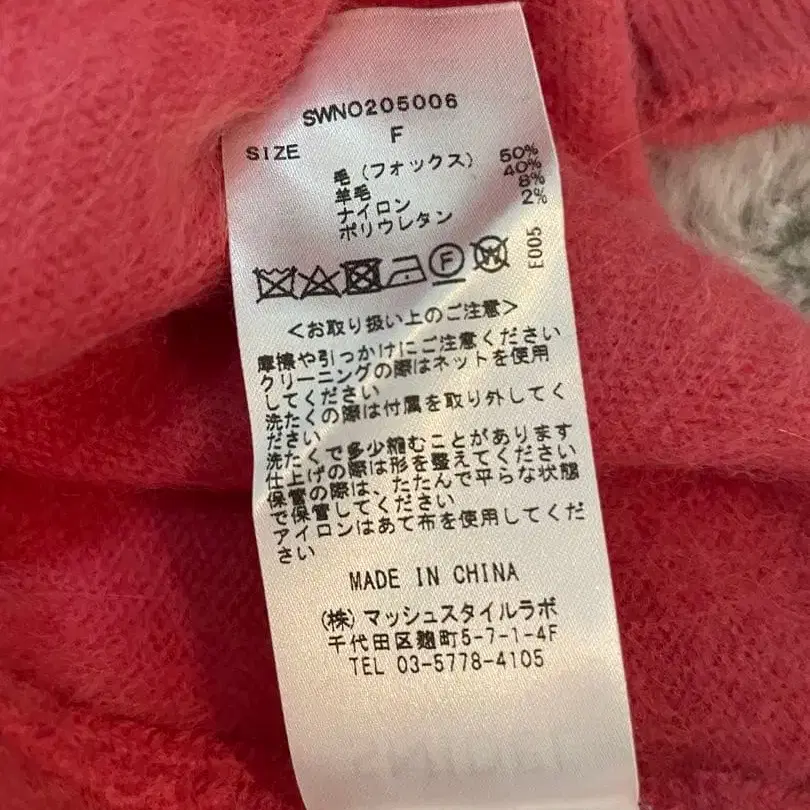 SWNO205006
SIZE F
毛(フォックス) 50%
羊毛 40%
ナイロン 8%
ポリウレタン 2%
F W E005
<お取り扱い上のご注意>
摩擦や引っかけにご注意ください
クリーニングの際はネットを使用
してください
洗たくの際は付属を取り外してく
ださい
洗たくで多少縮むことがあります
仕上げの際は形を整えてください
保管の際は、たたんで平らな状態
で保管してください
アイロンはあて布を使用してくだ
さい
MADE IN CHINA
(株)マッシュスタイルラボ
千代田区麹町5-7-1-4F
TEL 03-5778-4105